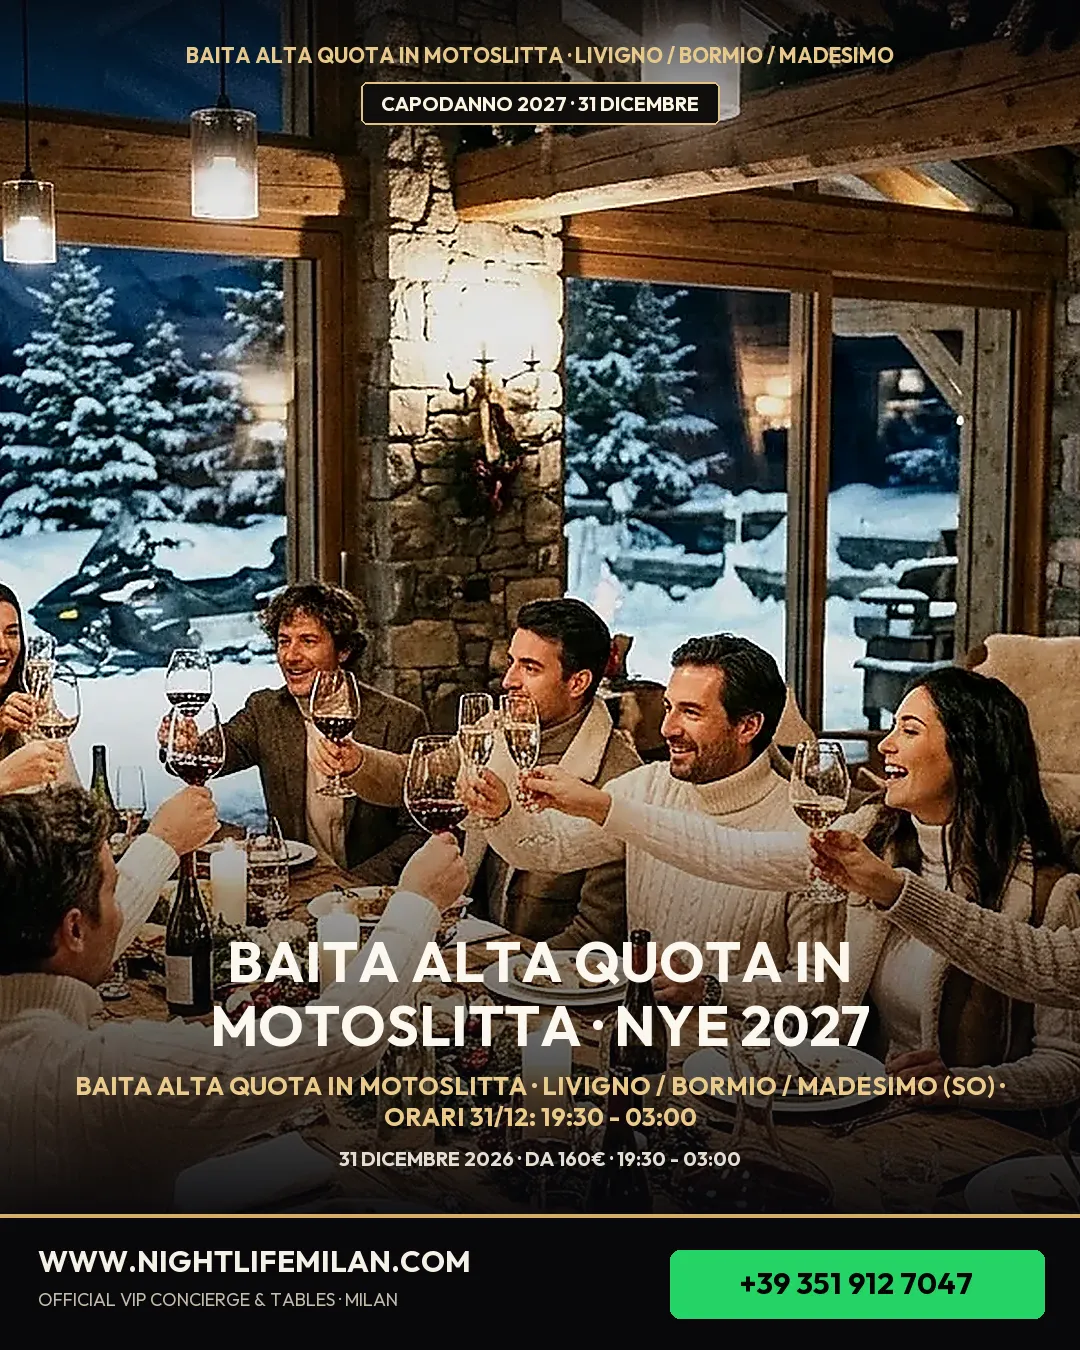 BAITA ALTA QUOTA IN MOTOSLITTA · LIVIGNO / BORMIO / MADESIMO
CAPODANNO 2027 · 31 DICEMBRE
BAITA ALTA QUOTA IN
MOTOSLITTA · NYE 2027
BAITA ALTA QUOTA IN MOTOSLITTA · LIVIGNO / BORMIO / MADESIMO (SO) ·
ORARI 31/12: 19:30 - 03:00
31 DICEMBRE 2026 · DA 160€ · 19:30 - 03:00
WWW.NIGHTLIFEMILAN.COM
+39 351 912 7047
OFFICIAL VIP CONCIERGE & TABLES · MILAN